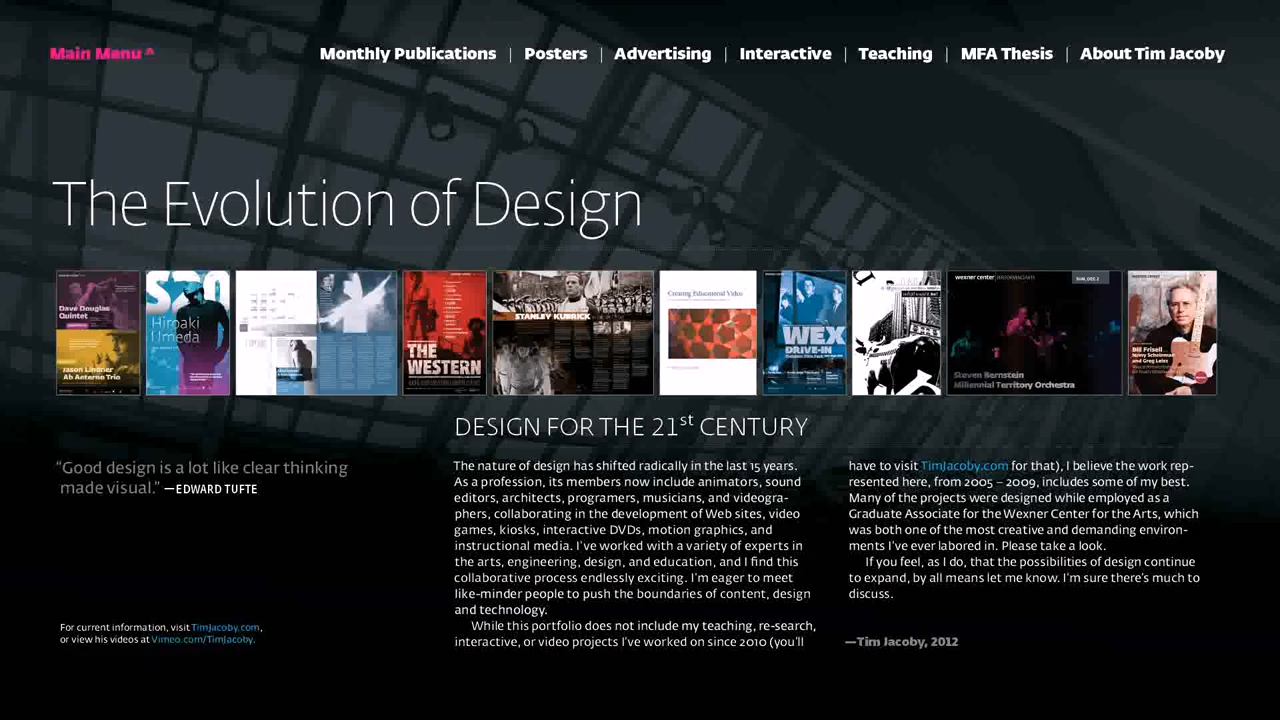 Main Menu ^
Monthly Publications | Posters | Advertising | Interactive | Teaching | MFA Thesis | About Tim Jacoby
The Evolution of Design
Dave Douglas
Quintet
Jason Lindner
Ab Aeterno Trio
Hiroaki
Umeda
THE
WESTERN
STANLEY KUBRICK
Creating Educational Video
WEX
DRIVE-IN
wexner center
SUN, DEC 2
Steven Bernstein
Millennial Territory Orchestra
Bill Frisell
Jenny Scheinman
and Greg Leisz
DESIGN FOR THE 21st CENTURY
“Good design is a lot like clear thinking
made visual.” —EDWARD TUFTE
The nature of design has shifted radically in the last 15 years.
As a profession, its members now include animators, sound
editors, architects, programers, musicians, and videogra-
phers, collaborating in the development of Web sites, video
games, kiosks, interactive DVDs, motion graphics, and
instructional media. I’ve worked with a variety of experts in
the arts, engineering, design, and education, and I find this
collaborative process endlessly exciting. I’m eager to meet
like-minder people to push the boundaries of content, design
and technology.
While this portfolio does not include my teaching, re-search,
interactive, or video projects I’ve worked on since 2010 (you’ll
have to visit TimJacoby.com for that), I believe the work rep-
resented here, from 2005 – 2009, includes some of my best.
Many of the projects were designed while employed as a
Graduate Associate for the Wexner Center for the Arts, which
was both one of the most creative and demanding environ-
ments I’ve ever labored in. Please take a look.
If you feel, as I do, that the possibilities of design continue
to expand, by all means let me know. I’m sure there’s much to
discuss.
—Tim Jacoby, 2012
For current information, visit TimJacoby.com,
or view his videos at Vimeo.com/TimJacoby.